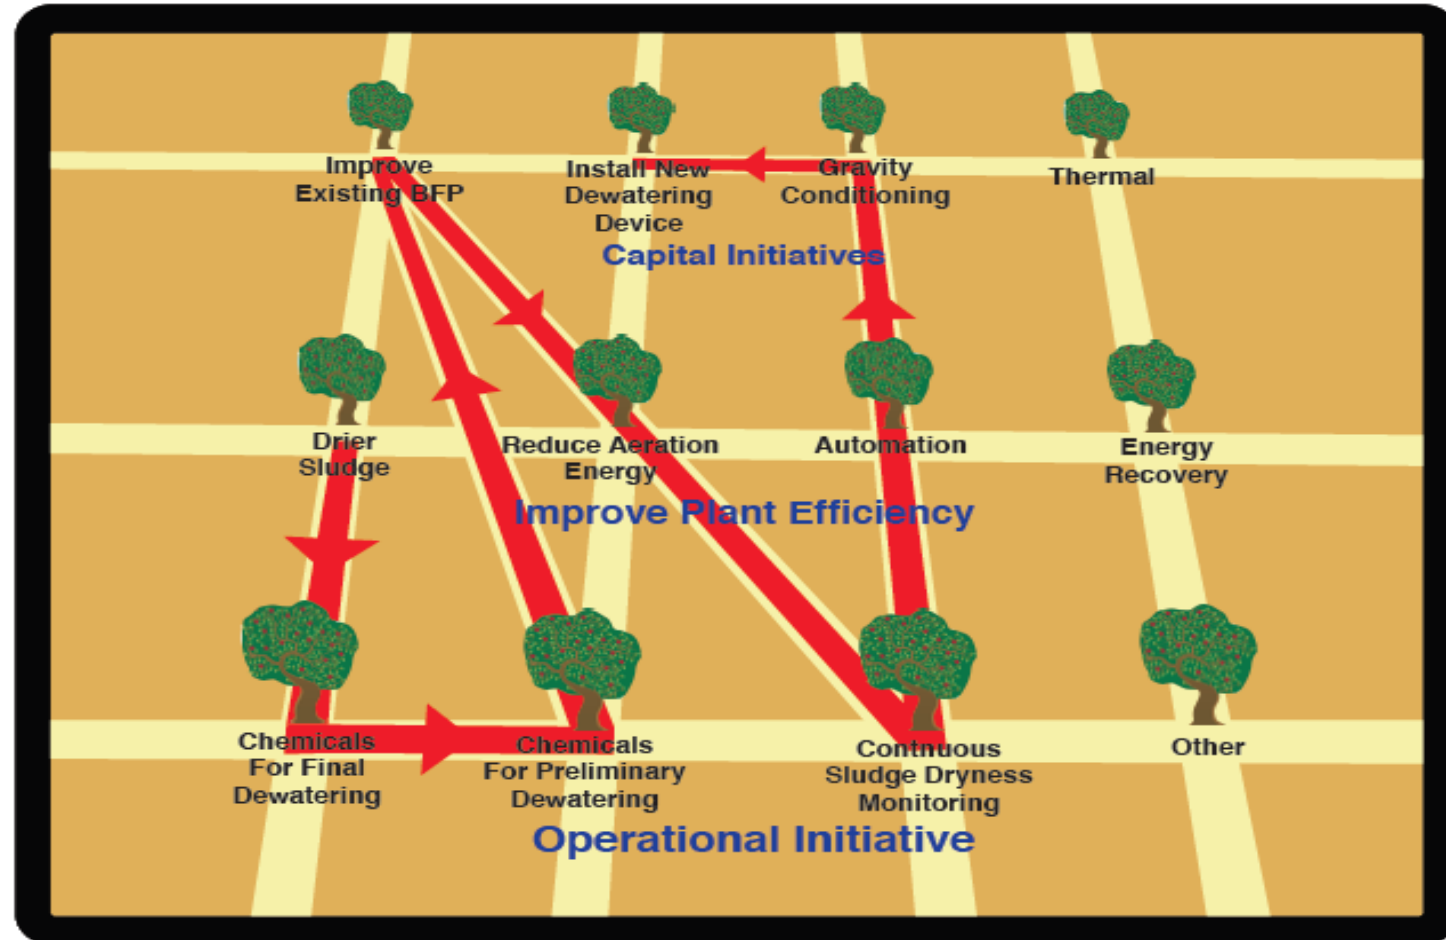 Improve
Existing BFP
Install New
Dewatering
Device
Gravity
Conditioning
Thermal
Capital Initiatives
Drier
Sludge
Reduce Aeration
Energy
Automation
Energy
Recovery
Improve Plant Efficiency
Chemicals
For Final
Dewatering
Chemicals
For Preliminary
Dewatering
Contnuous
Sludge Dryness
Monitoring
Other
Operational Initiative